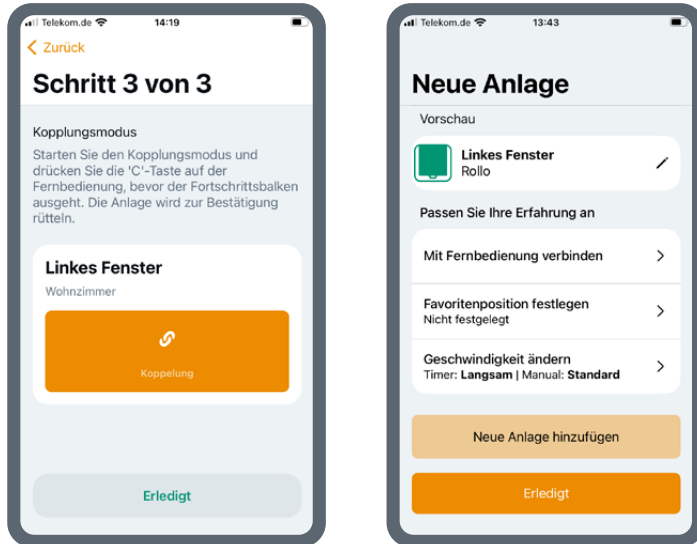 Telekom.de 14:19
Zurück
Schritt 3 von 3
Kopplungsmodus
Starten Sie den Kopplungsmodus und
drücken Sie die 'C'-Taste auf der
Fernbedienung, bevor der Fortschrittsbalken
ausgeht. Die Anlage wird zur Bestätigung
rütteln.
Linkes Fenster
Wohnzimmer
Koppelung
Erledigt
Telekom.de 13:43
Neue Anlage
Vorschau
Linkes Fenster
Rollo
Passen Sie Ihre Erfahrung an
Mit Fernbedienung verbinden
Favoritenposition festlegen
Nicht festgelegt
Geschwindigkeit ändern
Timer: Langsam | Manual: Standard
Neue Anlage hinzufügen
Erledigt